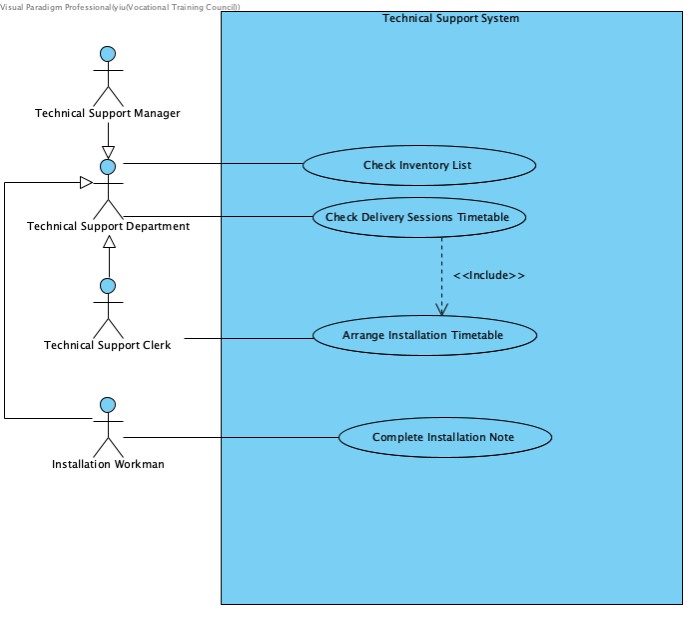 Visual Paradigm Professional(yiu(Vocational Training Council))
Technical Support System
Technical Support Manager
Check Inventory List
Technical Support Department
Check Delivery Sessions Timetable
<<Include>>
Technical Support Clerk
Arrange Installation Timetable
Complete Installation Note
Installation Workman